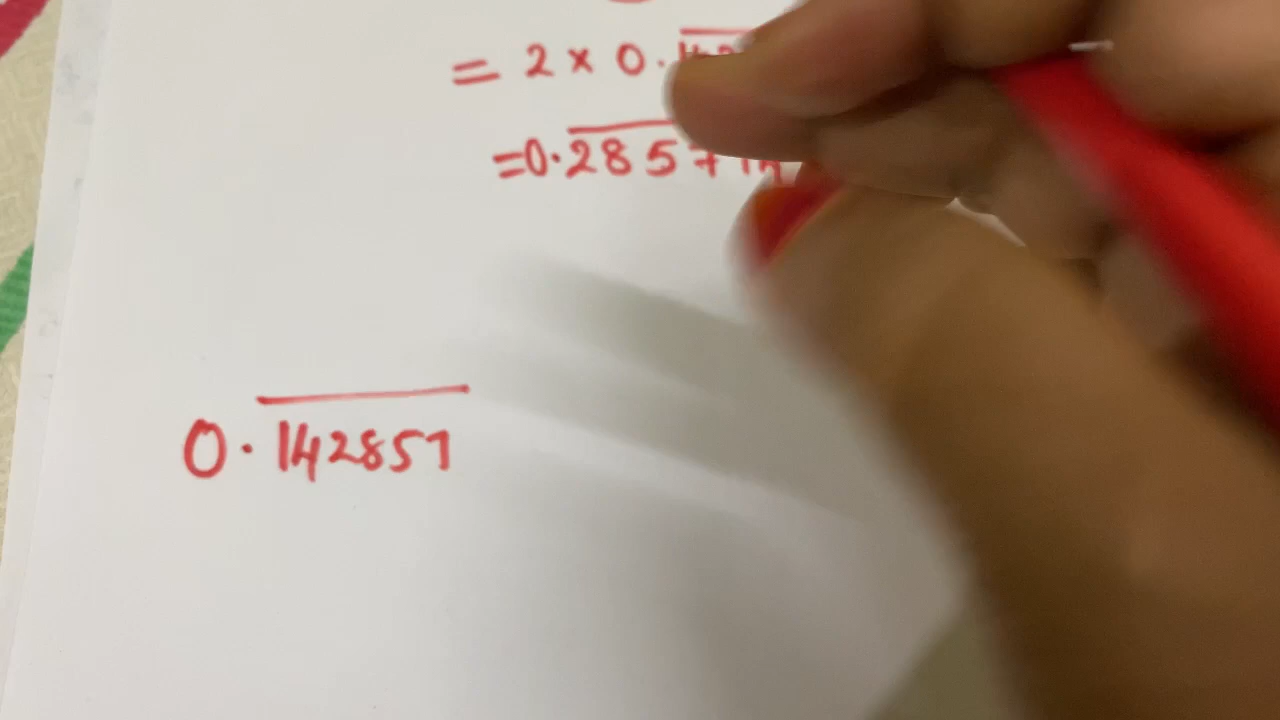 = 2 × 0.
=0.2857
0.142857